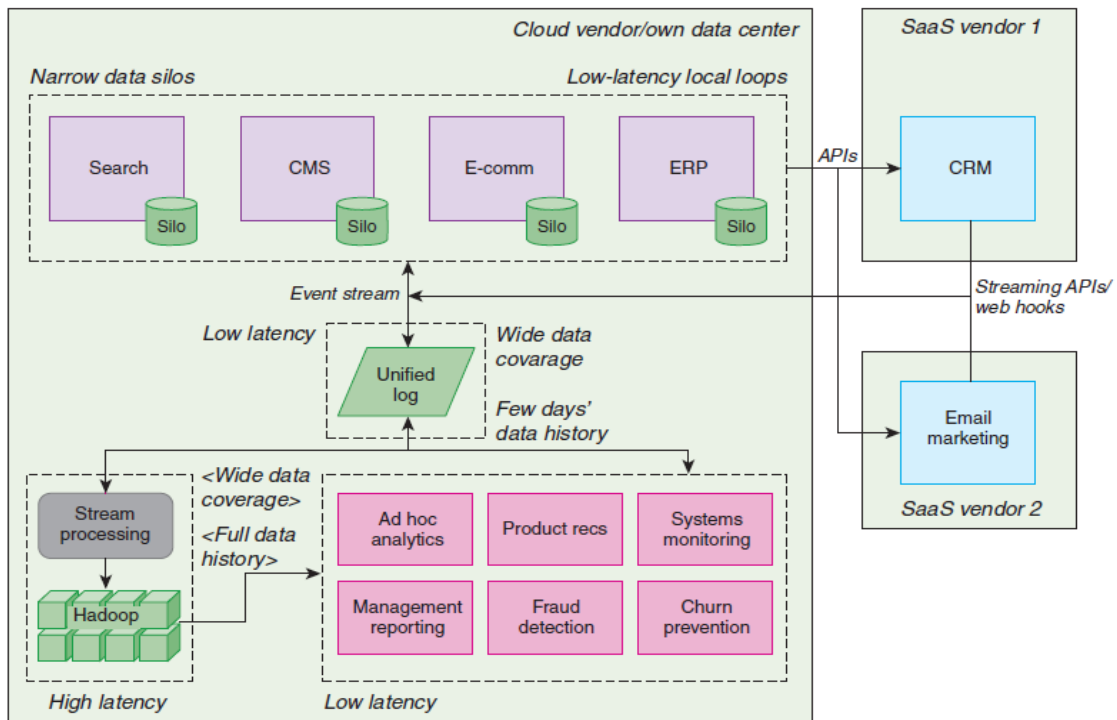 Cloud vendor/own data center
SaaS vendor 1
Narrow data silos
Low-latency local loops
Search
Silo
CMS
Silo
E-comm
Silo
ERP
Silo
APIs
CRM
Event stream
Streaming APIs/
web hooks
Low latency
Wide data
covarage
Unified
log
Few days'
data history
Email
marketing
SaaS vendor 2
<Wide data
coverage>
<Full data
history>
Stream
processing
Hadoop
High latency
Ad hoc
analytics
Product recs
Systems
monitoring
Management
reporting
Fraud
detection
Churn
prevention
Low latency